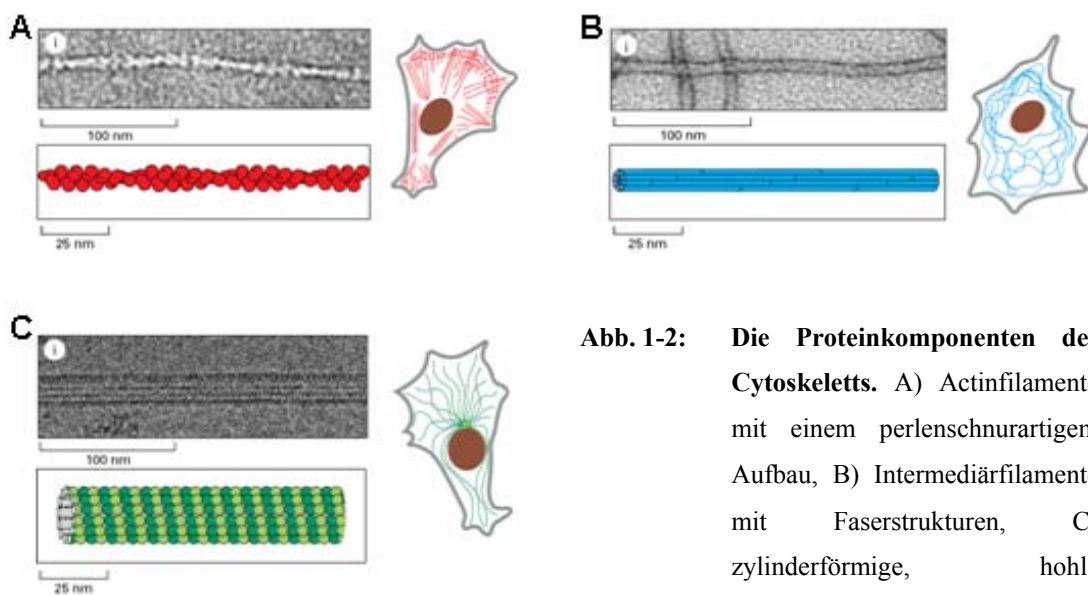 A
i
100 nm
25 nm
B
i
100 nm
25 nm
C
i
100 nm
25 nm
Abb. 1-2: Die Proteinkomponenten de
Cytoskeletts. A) Actinfilament
mit einem perlenschnurartigen
Aufbau, B) Intermediärfilament
mit Faserstrukturen, C
zylinderförmige, hohl